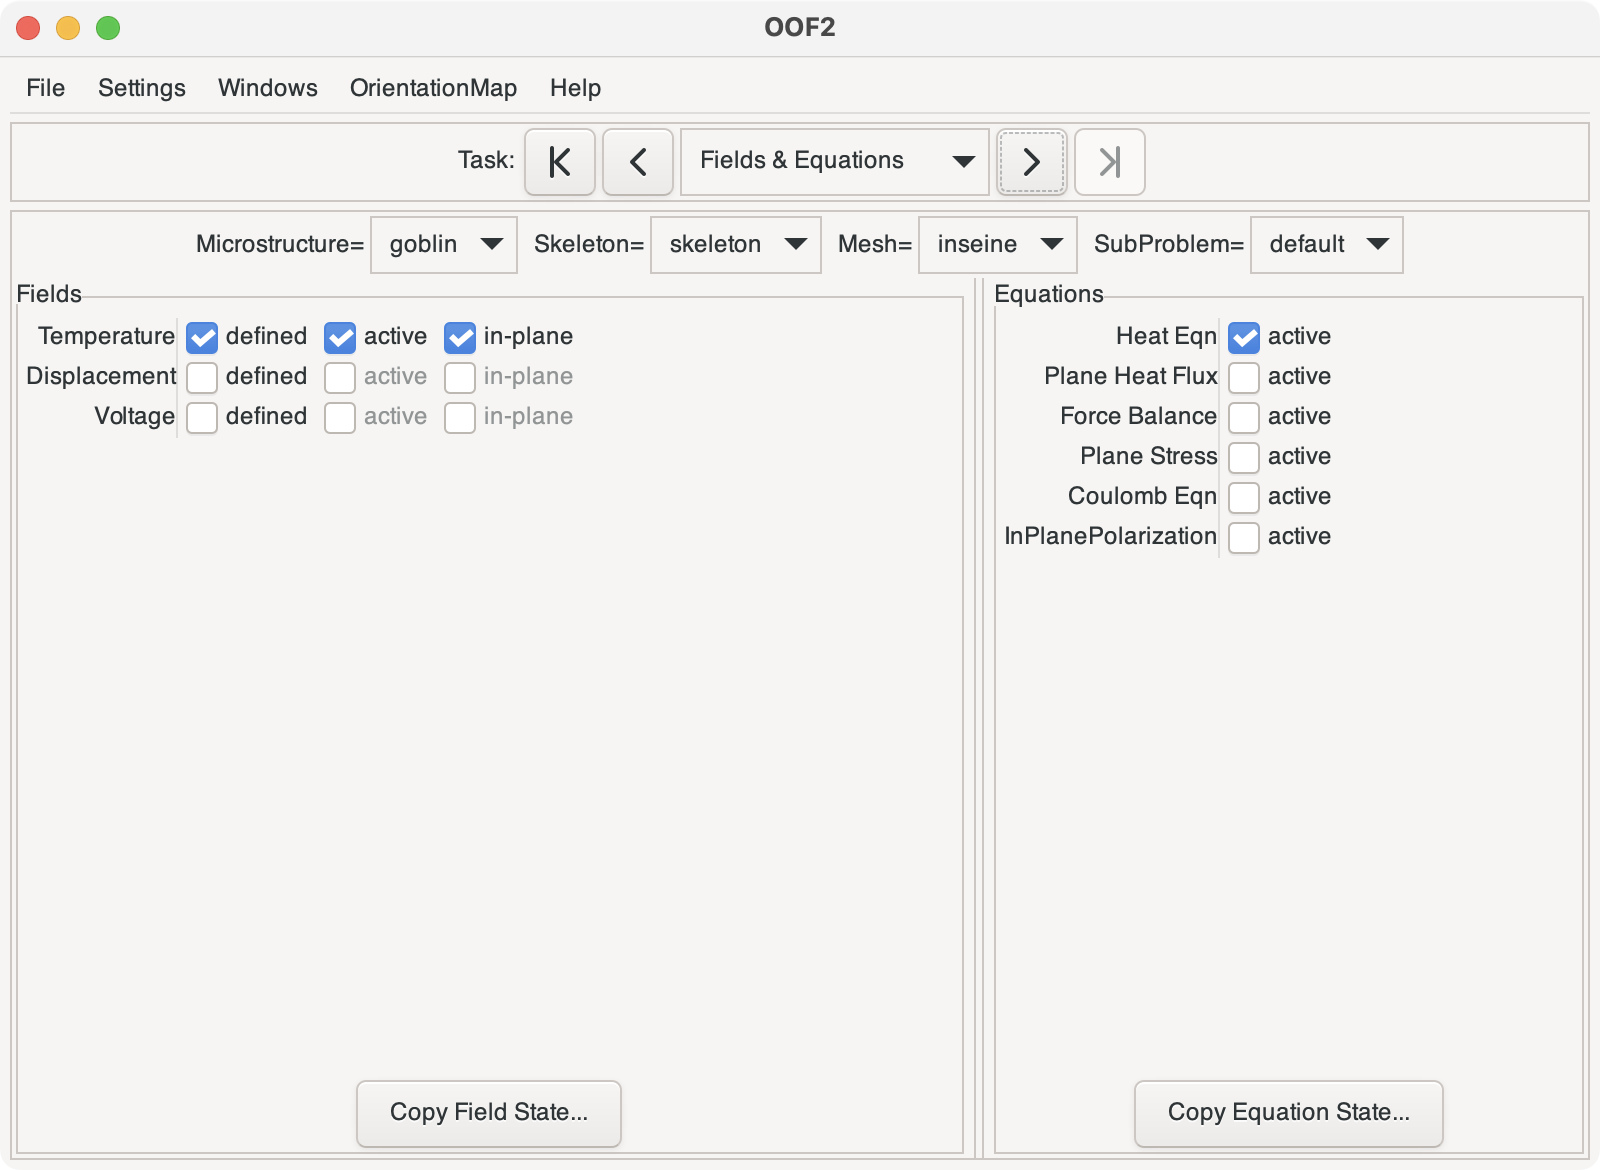 OOF2
File Settings Windows OrientationMap Help
Task: Fields & Equations
Microstructure= goblin Skeleton= skeleton Mesh= inseine SubProblem= default
Fields
Temperature defined active in-plane
Displacement defined active in-plane
Voltage defined active in-plane
Copy Field State...
Equations
Heat Eqn active
Plane Heat Flux active
Force Balance active
Plane Stress active
Coulomb Eqn active
InPlanePolarization active
Copy Equation State...